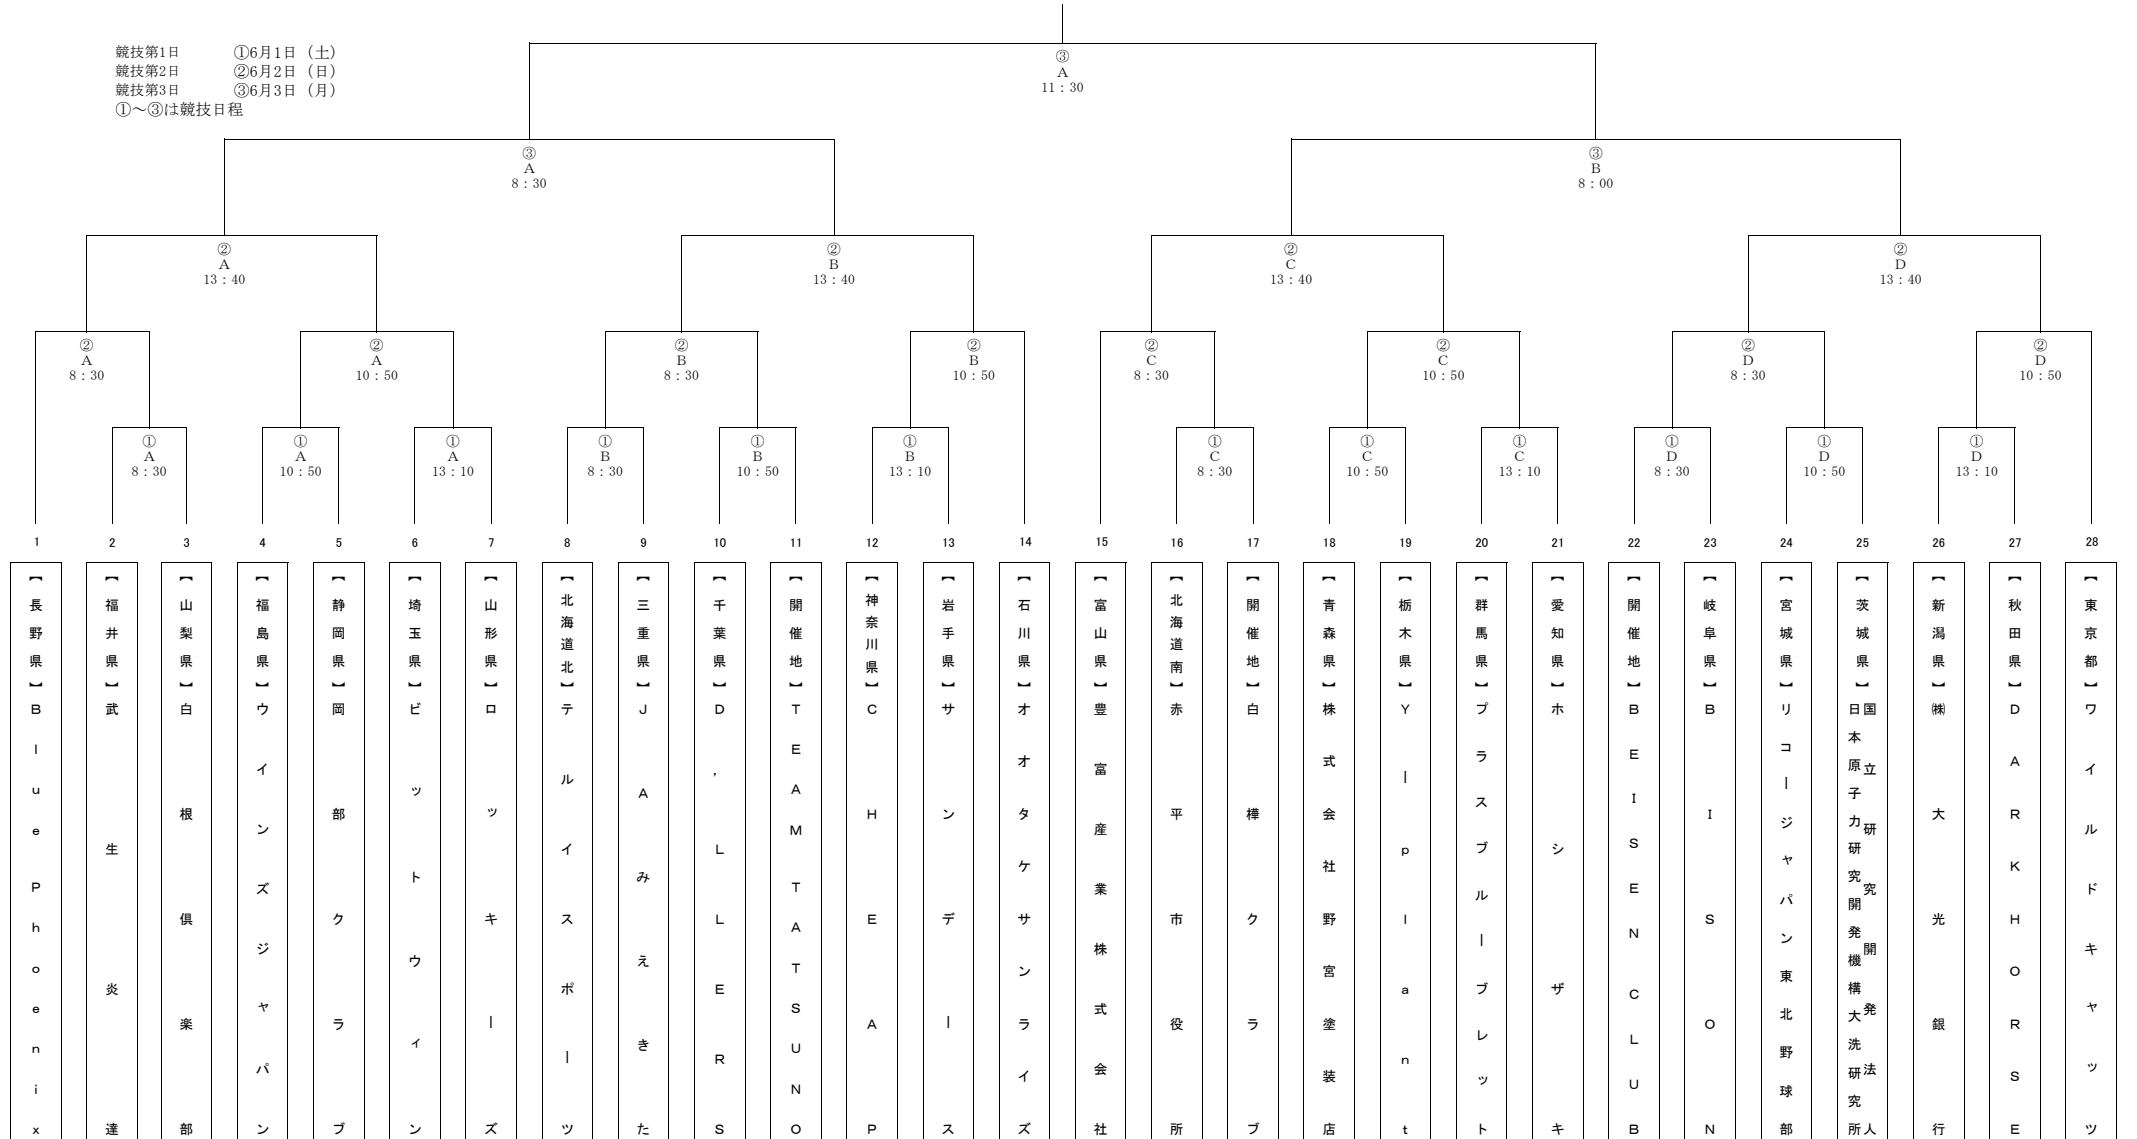 競技第1日 ①6月1日（土）
競技第2日 ②6月2日（日）
競技第3日 ③6月3日（月）
①～③は競技日程
③
A
11：30
③
A
8：30
③
B
8：00
②
A
13：40
②
B
13：40
②
C
13：40
②
D
13：40
②
A
8：30
②
A
10：50
②
B
8：30
②
B
10：50
②
C
8：30
②
C
10：50
②
D
8：30
②
D
10：50
①
A
8：30
①
A
10：50
①
A
13：10
①
B
8：30
①
B
10：50
①
B
13：10
①
C
8：30
①
C
10：50
①
C
13：10
①
D
8：30
①
D
10：50
①
D
13：10
1
2
3
4
5
6
7
8
9
10
11
12
13
14
15
16
17
18
19
20
21
22
23
24
25
26
27
28
【長野県】Blue Phoenix
【福井県】武生炎達
【山梨県】白根倶楽部
【福島県】ウインズジャパン
【静岡県】岡部クラブ
【埼玉県】ビットウィン
【山形県】ロッキーズ
【北海道北】テルイスポーツ
【三重県】JAみえきた
【千葉県】D’LLERS
【開催地】TEAM TATSUNO
【神奈川県】CHEAP
【岩手県】サンデース
【石川県】オオタケサンライズ
【富山県】豊富産業株式会社
【北海道南】赤平市役所
【開催地】白樺クラブ
【青森県】株式会社野宮塗装店
【栃木県】Y－plant
【群馬県】プラスブルーブレット
【愛知県】ホシザキ
【開催地】BEISEN CLUB
【岐阜県】BISON
【宮城県】リコージャパン東北野球部
【茨城県】国立研究開発法人
日本原子力研究開発機構大洗研究所
【新潟県】㈱大光銀行
【秋田県】DARKHORSE
【東京都】ワイルドキャッツ